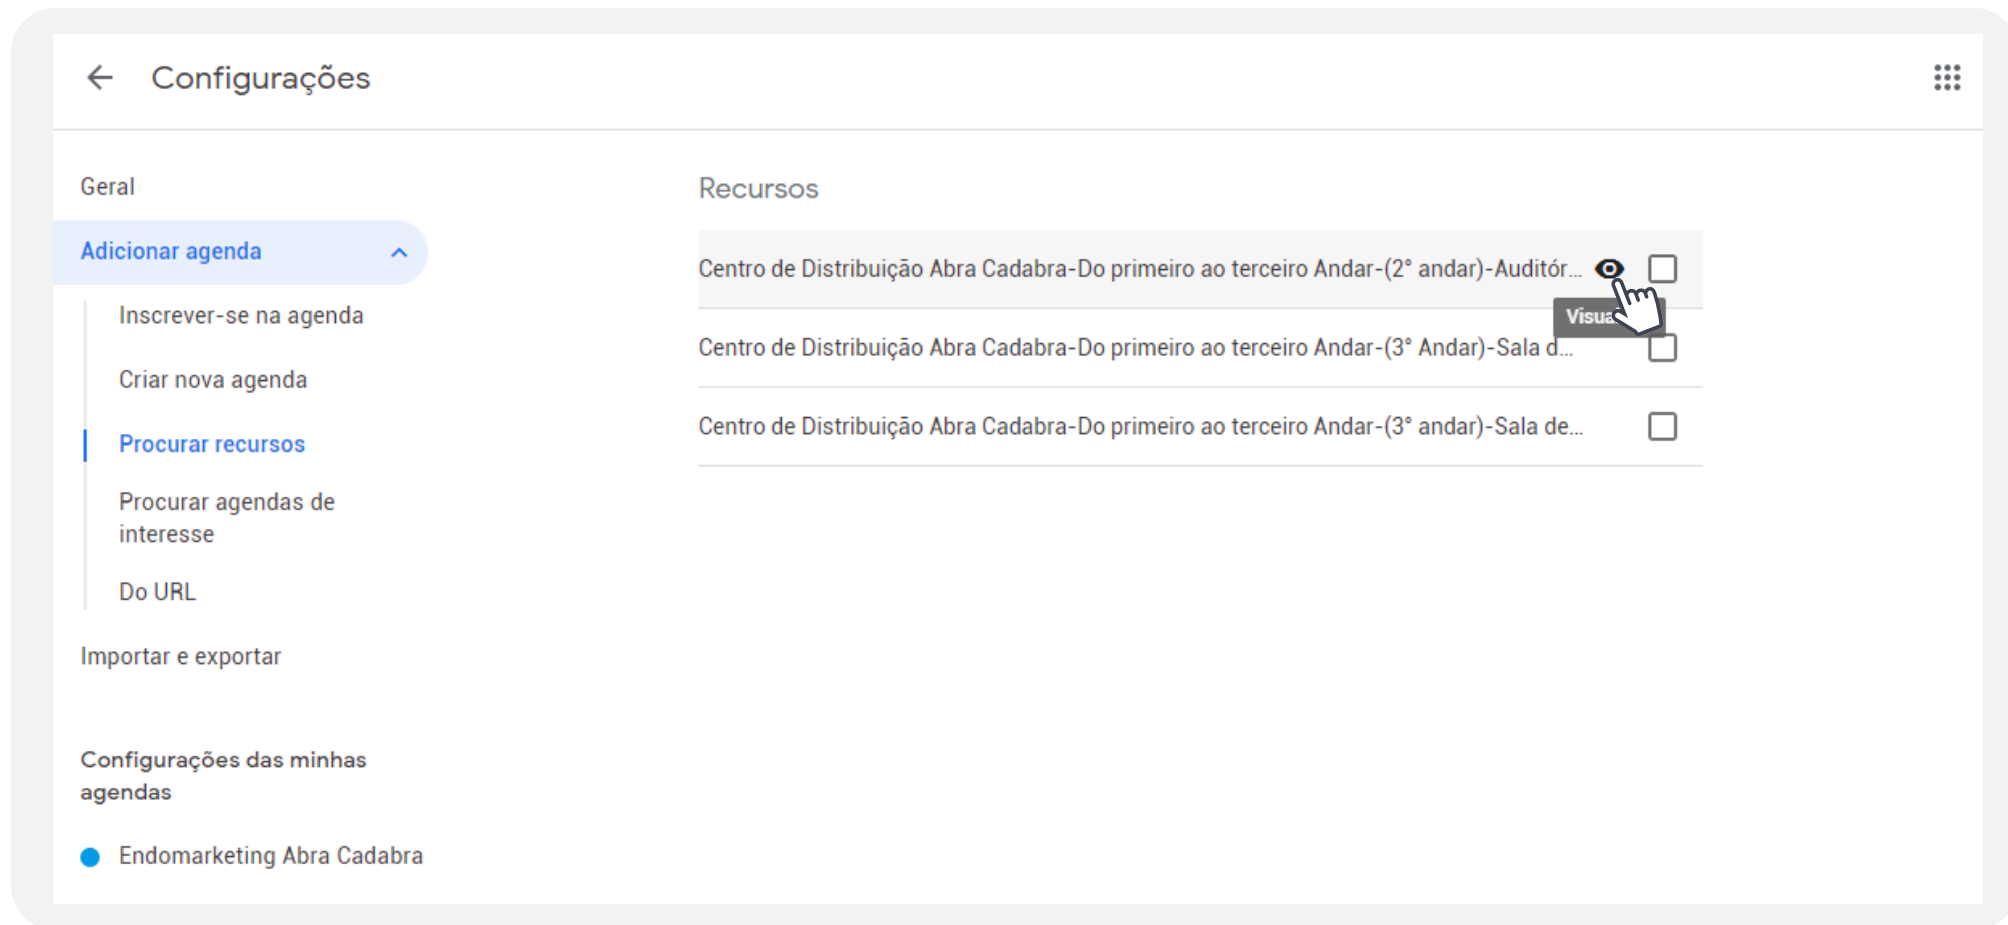 Configurações
Geral
Adicionar agenda
Inscrever-se na agenda
Criar nova agenda
Procurar recursos
Procurar agendas de
interesse
Do URL
Importar e exportar
Configurações das minhas
agendas
Endomarketing Abra Cadabra
Recursos
Centro de Distribuição Abra Cadabra-Do primeiro ao terceiro Andar-(2° andar)-Auditór...
Centro de Distribuição Abra Cadabra-Do primeiro ao terceiro Andar-(3° Andar)-Sala d...
Centro de Distribuição Abra Cadabra-Do primeiro ao terceiro Andar-(3° andar)-Sala de...